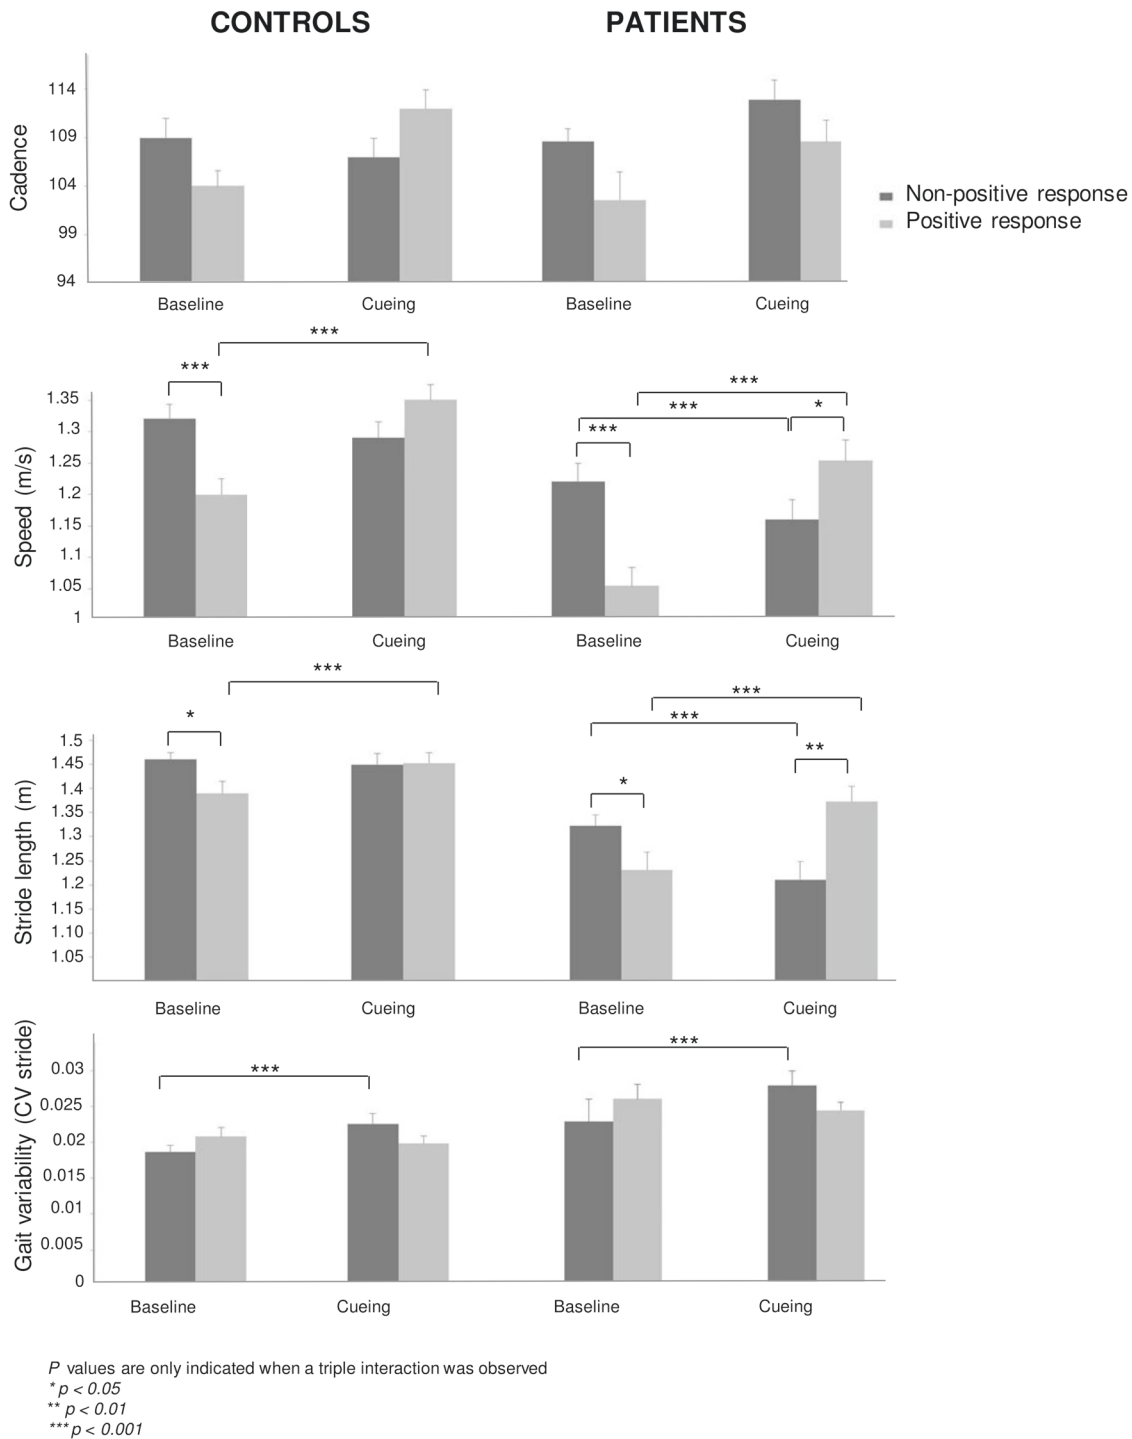 CONTROLS PATIENTS
Cadence
114
109
104
99
94
Baseline Cueing Baseline Cueing
Non-positive response
Positive response
Speed (m/s)
***
***
***
***
***
*
1.35
1.3
1.25
1.2
1.15
1.1
1.05
1
Baseline Cueing Baseline Cueing
Stride length (m)
***
*
***
***
**
*
1.5
1.45
1.4
1.35
1.3
1.25
1.2
1.15
1.10
1.05
Baseline Cueing Baseline Cueing
Gait variability (CV stride)
***
***
0.03
0.025
0.02
0.015
0.01
0.005
0
Baseline Cueing Baseline Cueing
P values are only indicated when a triple interaction was observed
* p < 0.05
** p < 0.01
*** p < 0.001